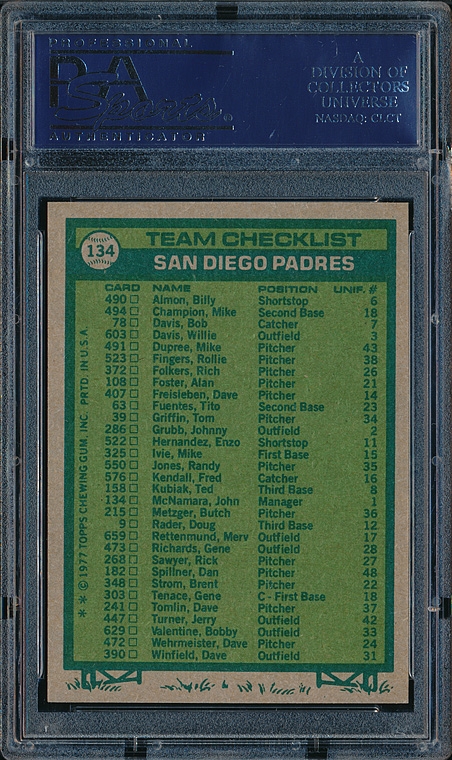 PROFESSIONAL
PSA
Sports
AUTHENTICATOR
A
DIVISION OF
COLLECTORS
UNIVERSE
NASDAQ: CLCT
134
TEAM CHECKLIST
SAN DIEGO PADRES
CARD NAME POSITION UNIF. #
490 Almon, Billy Shortstop 6
494 Champion, Mike Second Base 18
78 Davis, Bob Catcher 7
603 Davis, Willie Outfield 3
491 Dupree, Mike Pitcher 43
523 Fingers, Rollie Pitcher 38
372 Folkers, Rich Pitcher 26
108 Foster, Alan Pitcher 21
407 Freisleben, Dave Pitcher 14
63 Fuentes, Tito Second Base 23
39 Griffin, Tom Pitcher 34
286 Grubb, Johnny Outfield 2
522 Hernandez, Enzo Shortstop 11
325 Ivie, Mike First Base 15
550 Jones, Randy Pitcher 35
576 Kendall, Fred Catcher 16
158 Kubiak, Ted Third Base 8
134 McNamara, John Manager 1
215 Metzger, Butch Pitcher 36
9 Rader, Doug Third Base 12
659 Rettenmund, Merv Outfield 17
473 Richards, Gene Outfield 28
268 Sawyer, Rick Pitcher 27
182 Spillner, Dan Pitcher 48
348 Strom, Brent Pitcher 22
303 Tenace, Gene C - First Base 18
241 Tomlin, Dave Pitcher 37
447 Turner, Jerry Outfield 42
629 Valentine, Bobby Outfield 33
472 Wehrmeister, Dave Pitcher 24
390 Winfield, Dave Outfield 31
* * © 1977 TOPPS CHEWING GUM, INC. PRTD. IN U.S.A.